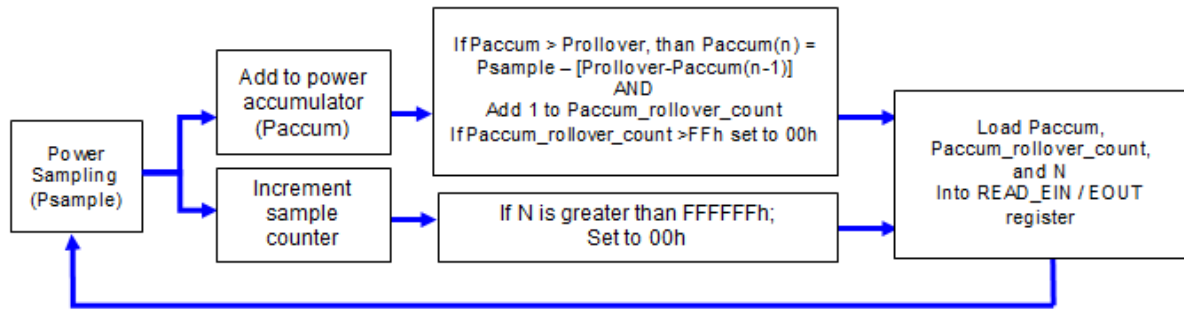 Power
Sampling
(Psample)
Add to power
accumulator
(Paccum)
If Paccum > Prollover, than Paccum(n) =
Psample – [Prollover-Paccum(n-1)]
AND
Add 1 to Paccum_rollover_count
If Paccum_rollover_count >FFh set to 00h
Increment
sample
counter
If N is greater than FFFFFFh;
Set to 00h
Load Paccum,
Paccum_rollover_count,
and N
Into READ_EIN / EOUT
register